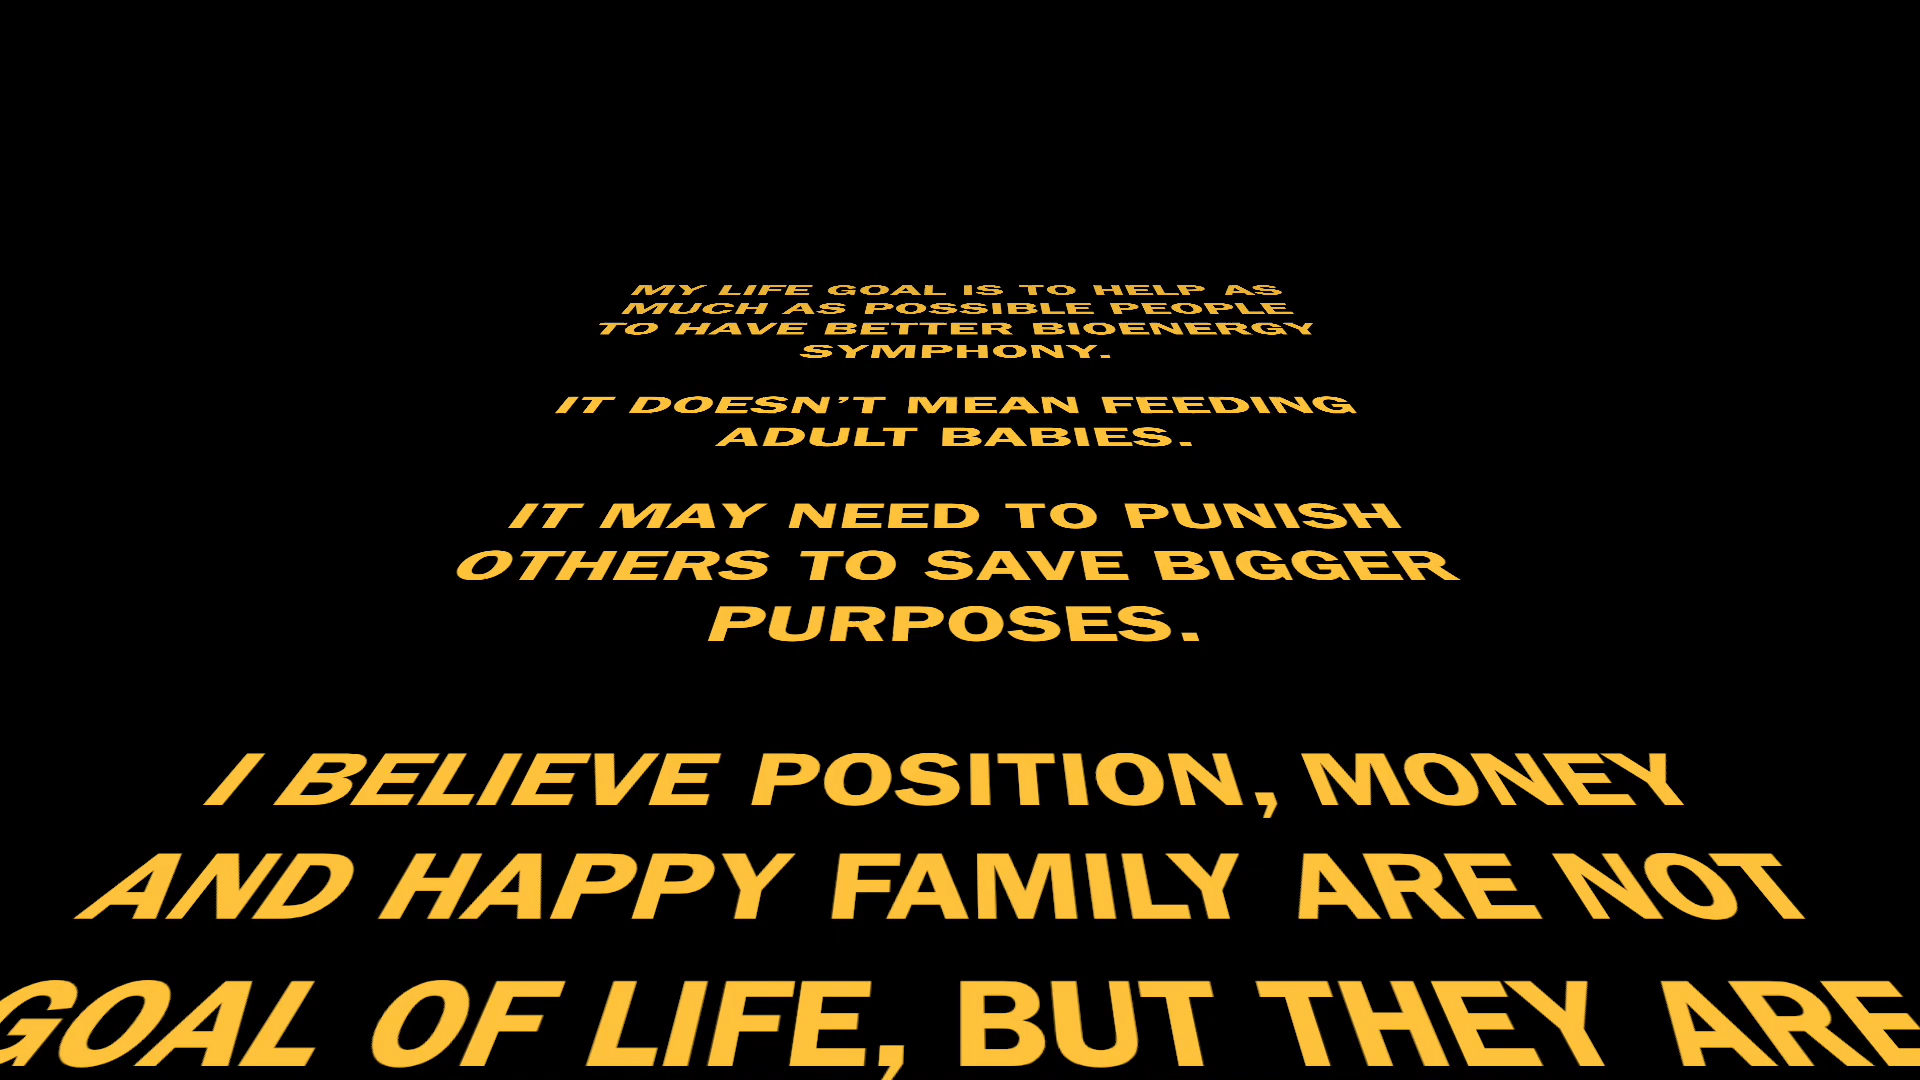 MY LIFE GOAL IS TO HELP AS
MUCH AS POSSIBLE PEOPLE
TO HAVE BETTER BIOENERGY
SYMPHONY.
IT DOESN’T MEAN FEEDING
ADULT BABIES.
IT MAY NEED TO PUNISH
OTHERS TO SAVE BIGGER
PURPOSES.
I BELIEVE POSITION, MONEY
AND HAPPY FAMILY ARE NOT
GOAL OF LIFE, BUT THEY ARE